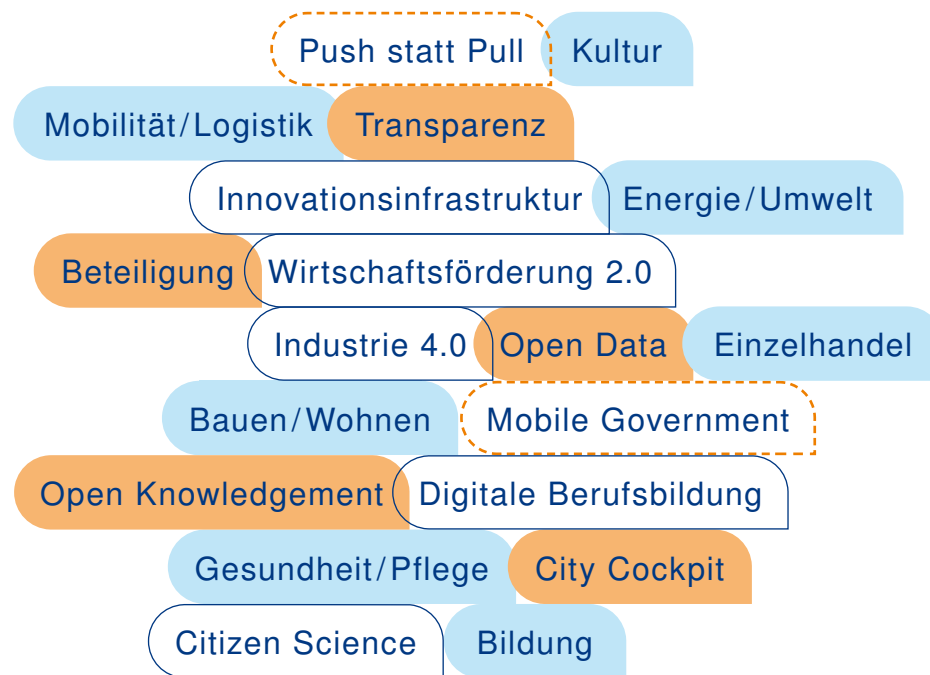 Push statt Pull Kultur
Mobilität/Logistik Transparenz
Innovationsinfrastruktur Energie/Umwelt
Beteiligung Wirtschaftsförderung 2.0
Industrie 4.0 Open Data Einzelhandel
Bauen/Wohnen Mobile Government
Open Knowledgement Digitale Berufsbildung
Gesundheit/Pflege City Cockpit
Citizen Science Bildung